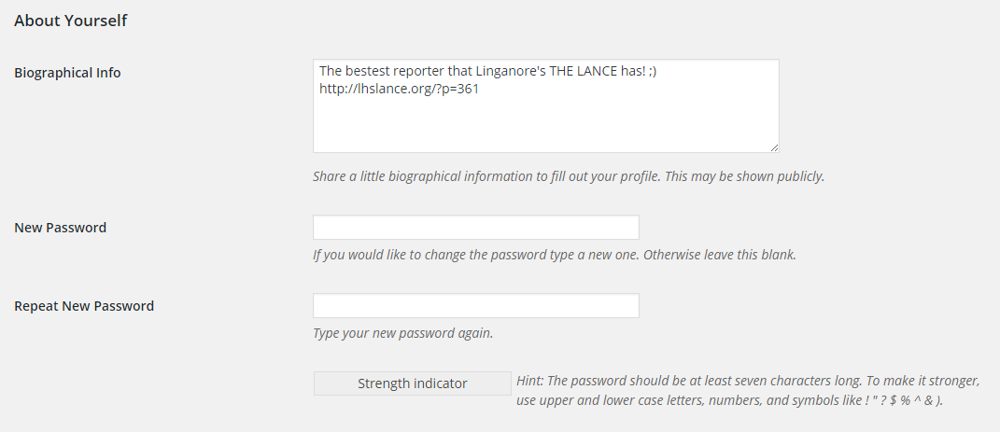 About Yourself
Biographical Info
The bestest reporter that Linganore's THE LANCE has! ;)
http://lhslance.org/?p=361
Share a little biographical information to fill out your profile. This may be shown publicly.
New Password
If you would like to change the password type a new one. Otherwise leave this blank.
Repeat New Password
Type your new password again.
Strength indicator
Hint: The password should be at least seven characters long. To make it stronger,
use upper and lower case letters, numbers, and symbols like ! " ? $ % ^ & ).